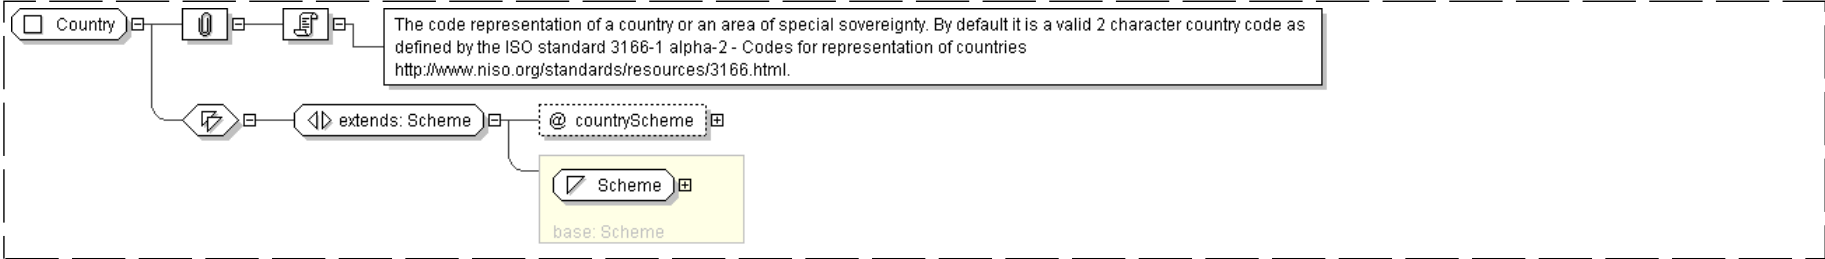 Country
The code representation of a country or an area of special sovereignty. By default it is a valid 2 character country code as
defined by the ISO standard 3166-1 alpha-2 - Codes for representation of countries
http://www.niso.org/standards/resources/3166.html.
extends: Scheme
@ countryScheme
Scheme
base: Scheme